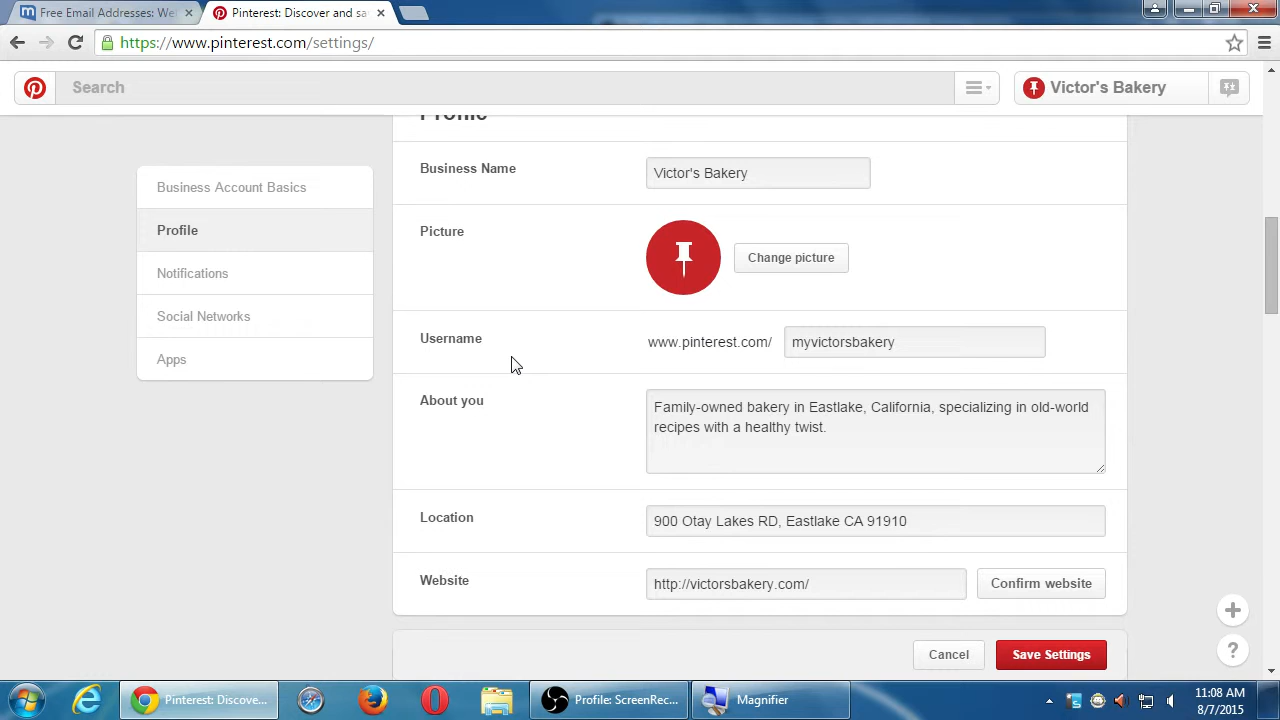 Free Email Addresses: We
Pinterest: Discover and sa
https://www.pinterest.com/settings/
Search
Victor's Bakery
Profile
Business Account Basics
Profile
Notifications
Social Networks
Apps
Business Name
Victor's Bakery
Picture
Change picture
Username
www.pinterest.com/
myvictorsbakery
About you
Family-owned bakery in Eastlake, California, specializing in old-world
recipes with a healthy twist.
Location
900 Otay Lakes RD, Eastlake CA 91910
Website
http://victorsbakery.com/
Confirm website
Cancel
Save Settings
Pinterest: Discove...
Profile: ScreenRec...
Magnifier
11:08 AM
8/7/2015